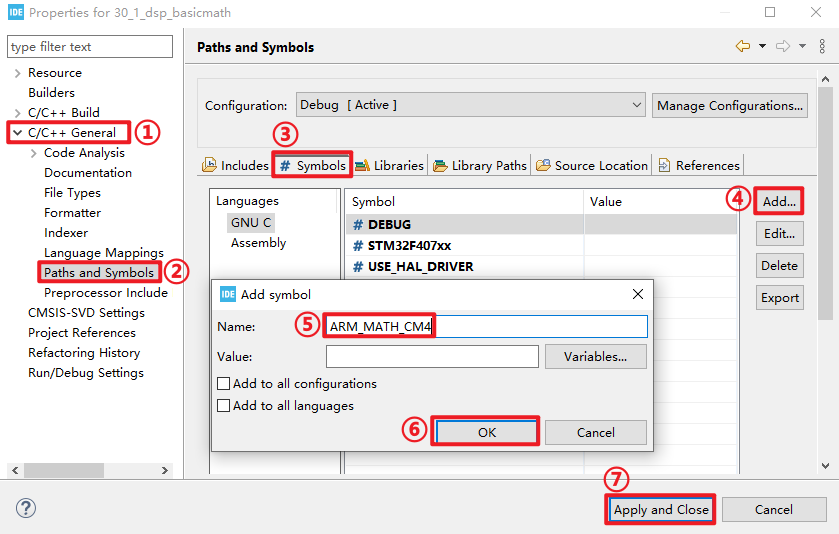 IDE Properties for 30_1_dsp_basicmath
type filter text
Paths and Symbols
Resource
Builders
C/C++ Build
C/C++ General ①
Code Analysis
Documentation
File Types
Formatter
Indexer
Language Mappings
Paths and Symbols ②
Preprocessor Include
CMSIS-SVD Settings
Project References
Refactoring History
Run/Debug Settings
Configuration: Debug [ Active ] Manage Configurations...
③
Includes # Symbols Libraries Library Paths Source Location References
Languages
GNU C
Assembly
Symbol Value
# DEBUG
# STM32F407xx
# USE_HAL_DRIVER
④ Add...
Edit...
Delete
Export
IDE Add symbol
Name: ⑤ ARM_MATH_CM4
Value: Variables...
Add to all configurations
Add to all languages
⑥ OK Cancel
⑦
? Apply and Close Cancel